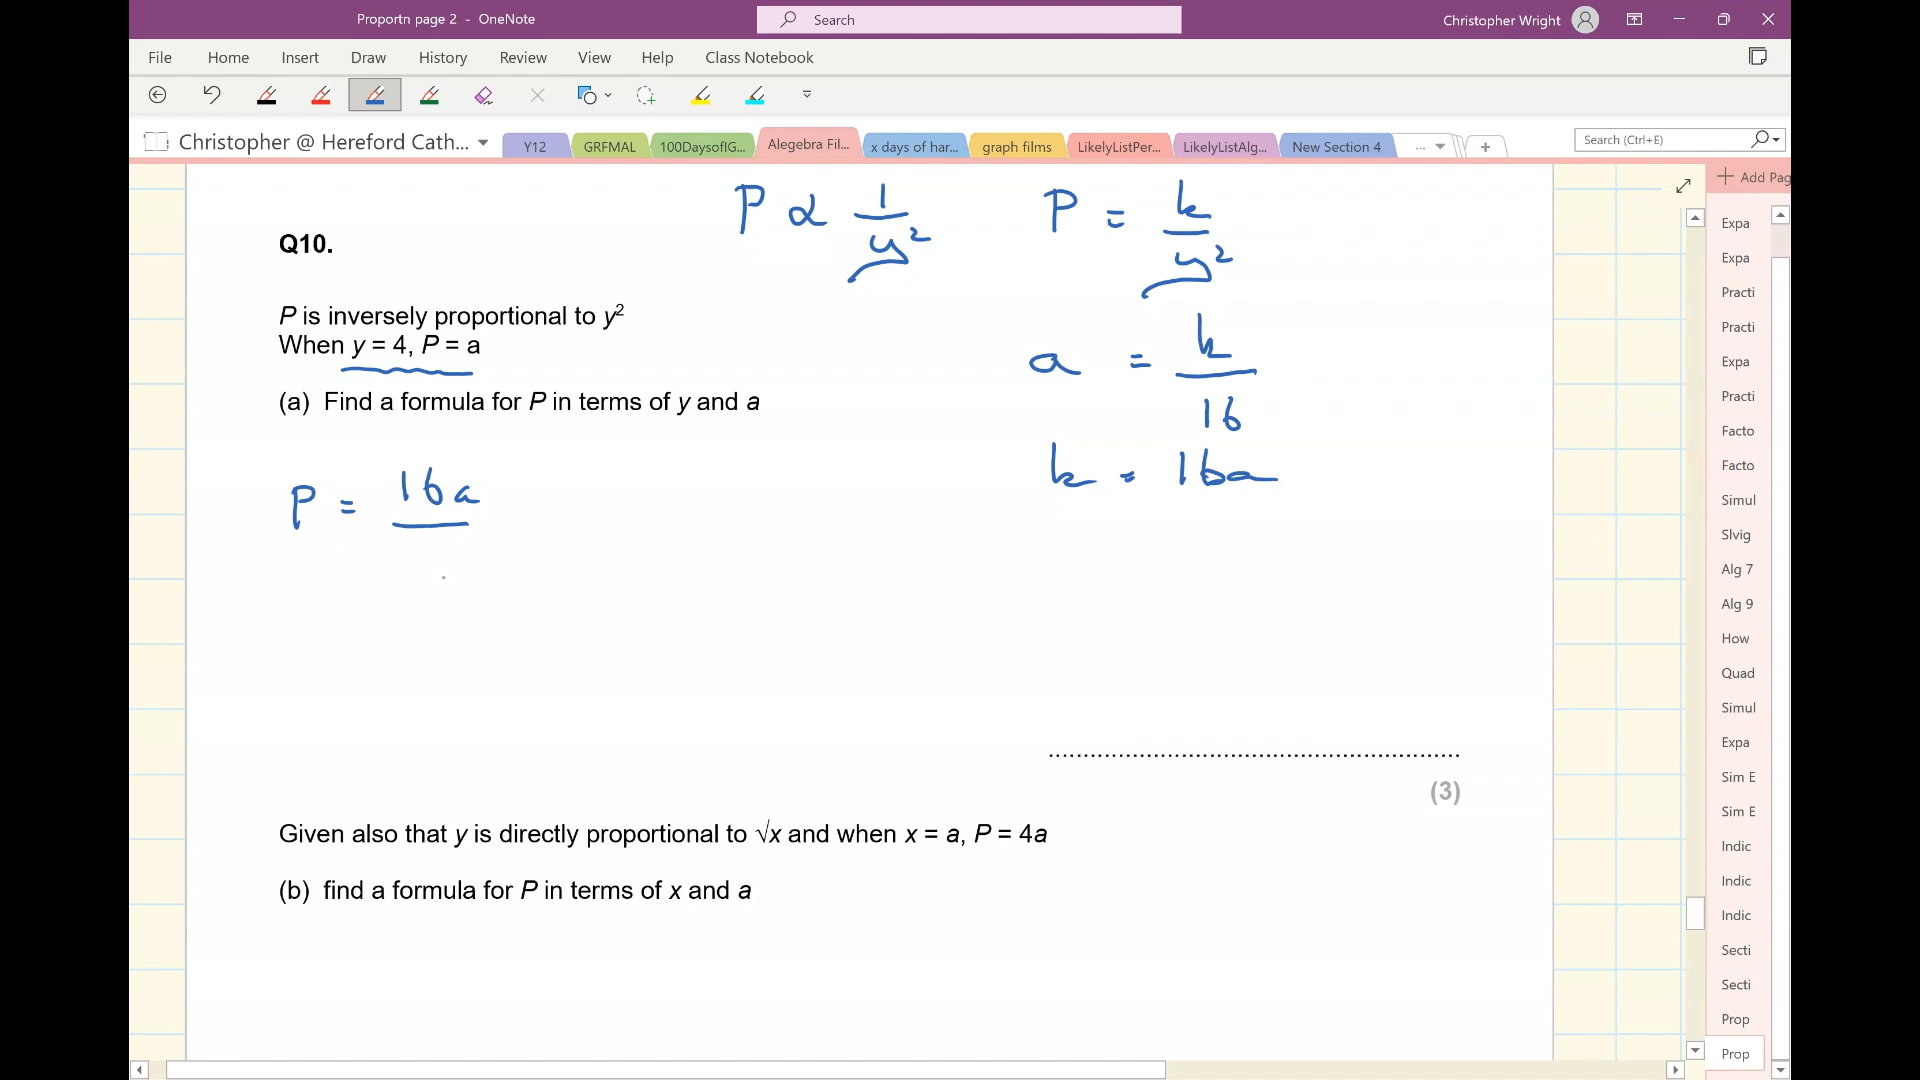 Proportn page 2 - OneNote
Search
Christopher Wright
File Home Insert Draw History Review View Help Class Notebook
Christopher @ Hereford Cath...
Y12 GRFMAL 100DaysofIG... Alegebra Fil... x days of har... graph films LikelyListPer... LikelyListAlg... New Section 4 ... +
Search (Ctrl+E)
Add Pag
P ∝ 1/y²
P = k/y²
Q10.
P is inversely proportional to y²
When y = 4, P = a
a = k/16
(a) Find a formula for P in terms of y and a
k = 16a
P = 16a
(3)
Given also that y is directly proportional to √x and when x = a, P = 4a
(b) find a formula for P in terms of x and a
Expa
Expa
Practi
Practi
Expa
Practi
Facto
Facto
Simul
Slvig
Alg 7
Alg 9
How
Quad
Simul
Expa
Sim E
Sim E
Indic
Indic
Indic
Secti
Secti
Prop
Prop